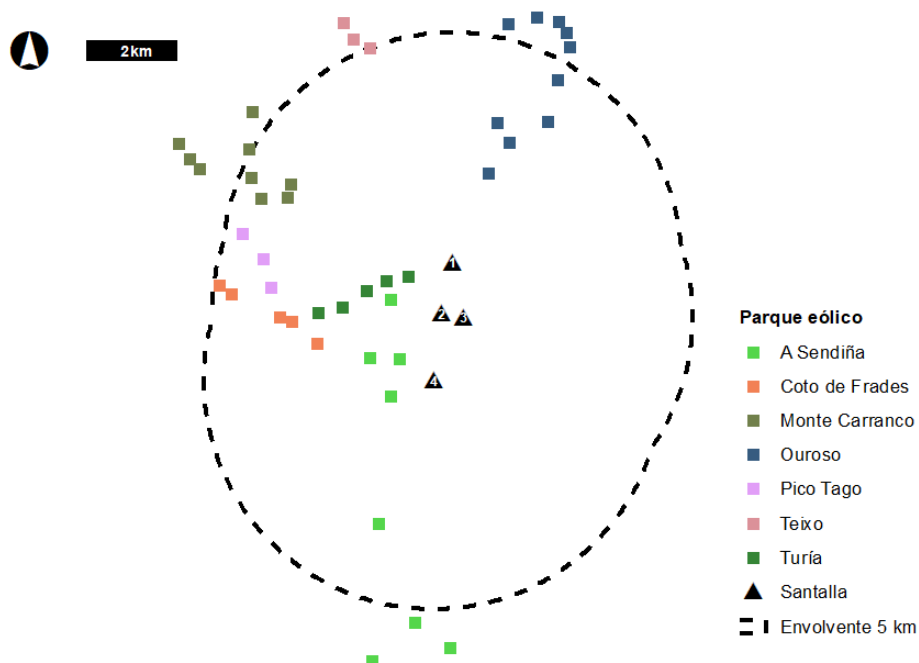 2km
1
2
3
4
Parque eólico
A Sendiña
Coto de Frades
Monte Carranco
Ouroso
Pico Tago
Teixo
Turía
Santalla
Envolvente 5 km